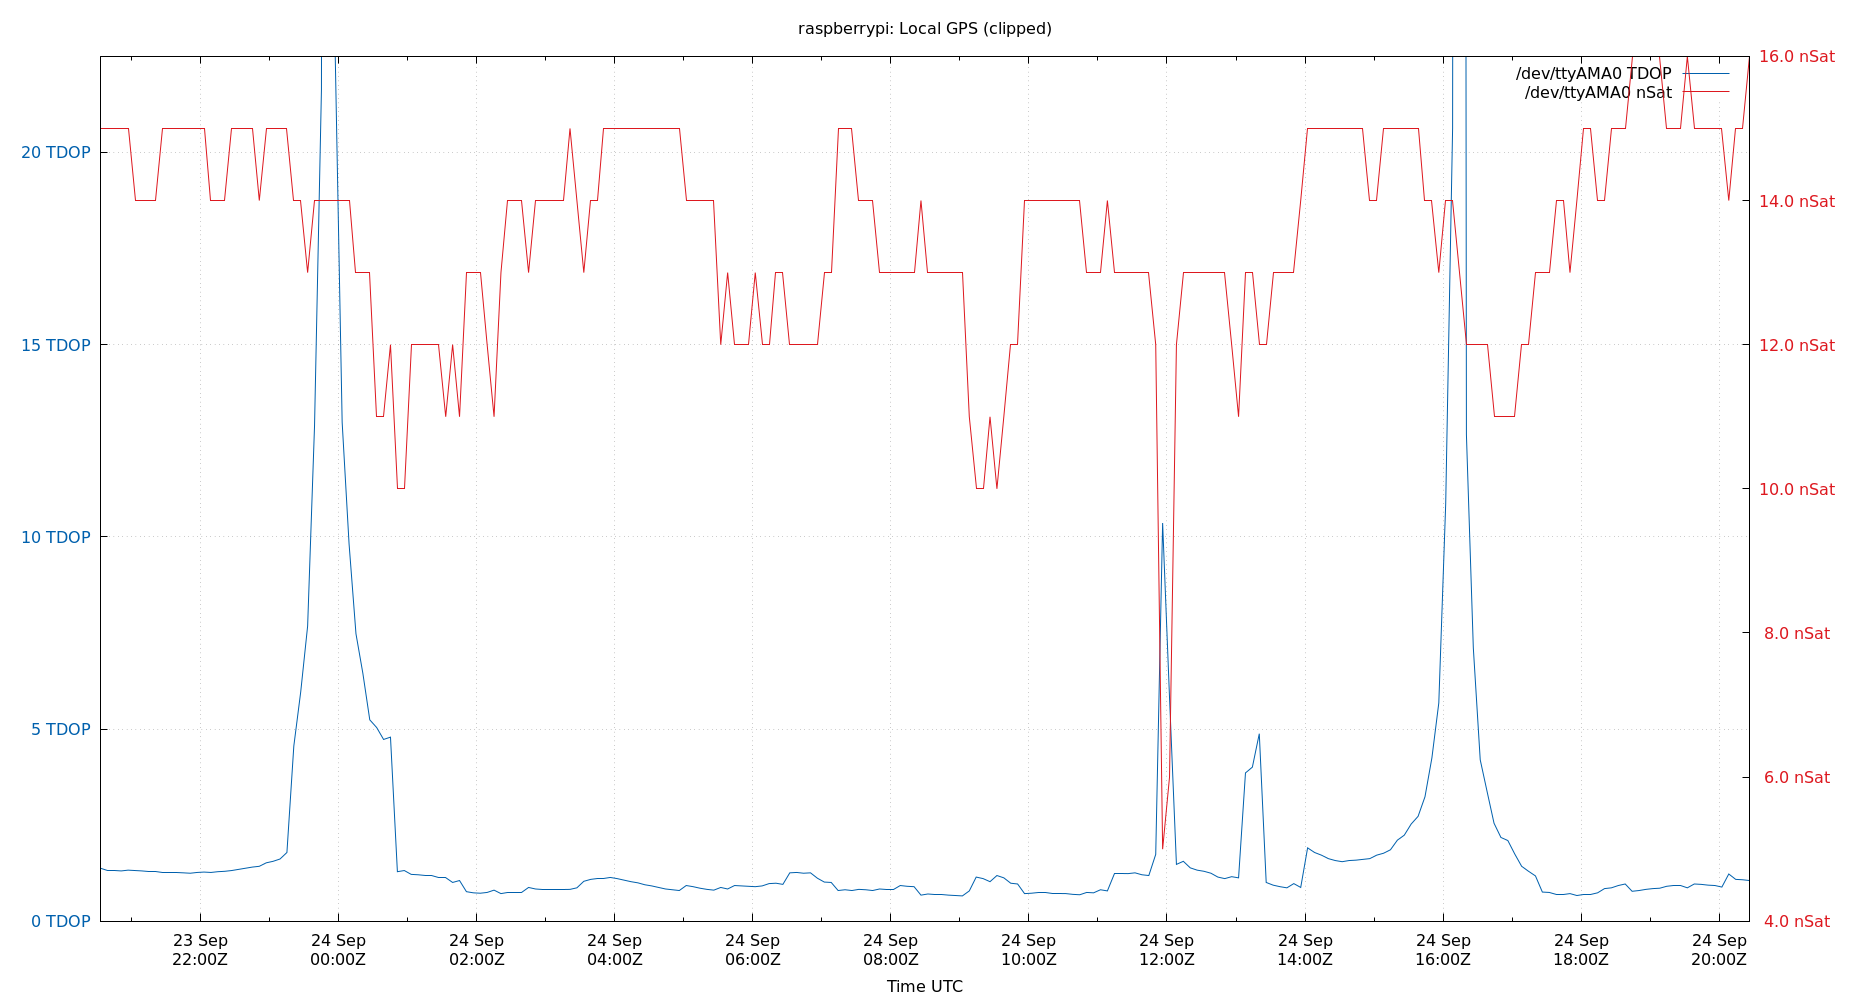 raspberrypi: Local GPS (clipped)
/dev/ttyAMA0 TDOP
/dev/ttyAMA0 nSat
20 TDOP
15 TDOP
10 TDOP
5 TDOP
0 TDOP
16.0 nSat
14.0 nSat
12.0 nSat
10.0 nSat
8.0 nSat
6.0 nSat
4.0 nSat
23 Sep
22:00Z
24 Sep
00:00Z
24 Sep
02:00Z
24 Sep
04:00Z
24 Sep
06:00Z
24 Sep
08:00Z
24 Sep
10:00Z
24 Sep
12:00Z
24 Sep
14:00Z
24 Sep
16:00Z
24 Sep
18:00Z
24 Sep
20:00Z
Time UTC